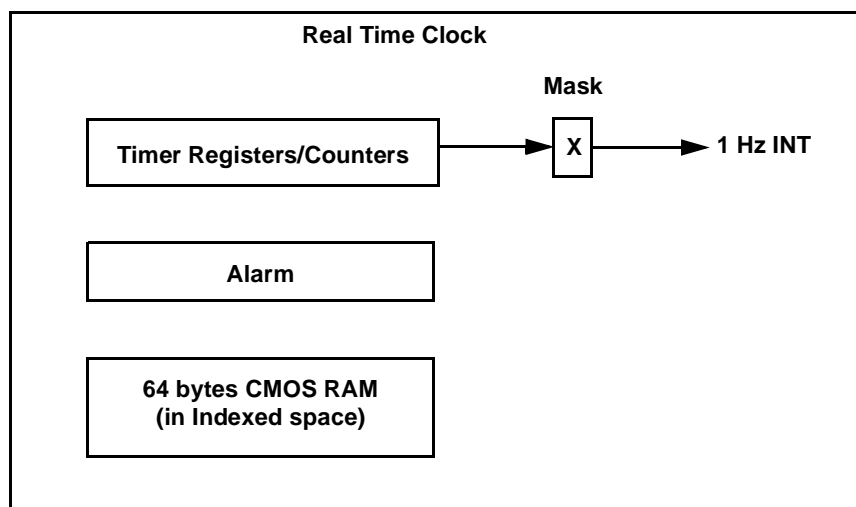 Real Time Clock
Mask
Timer Registers/Counters
X
1 Hz INT
Alarm
64 bytes CMOS RAM
(in Indexed space)